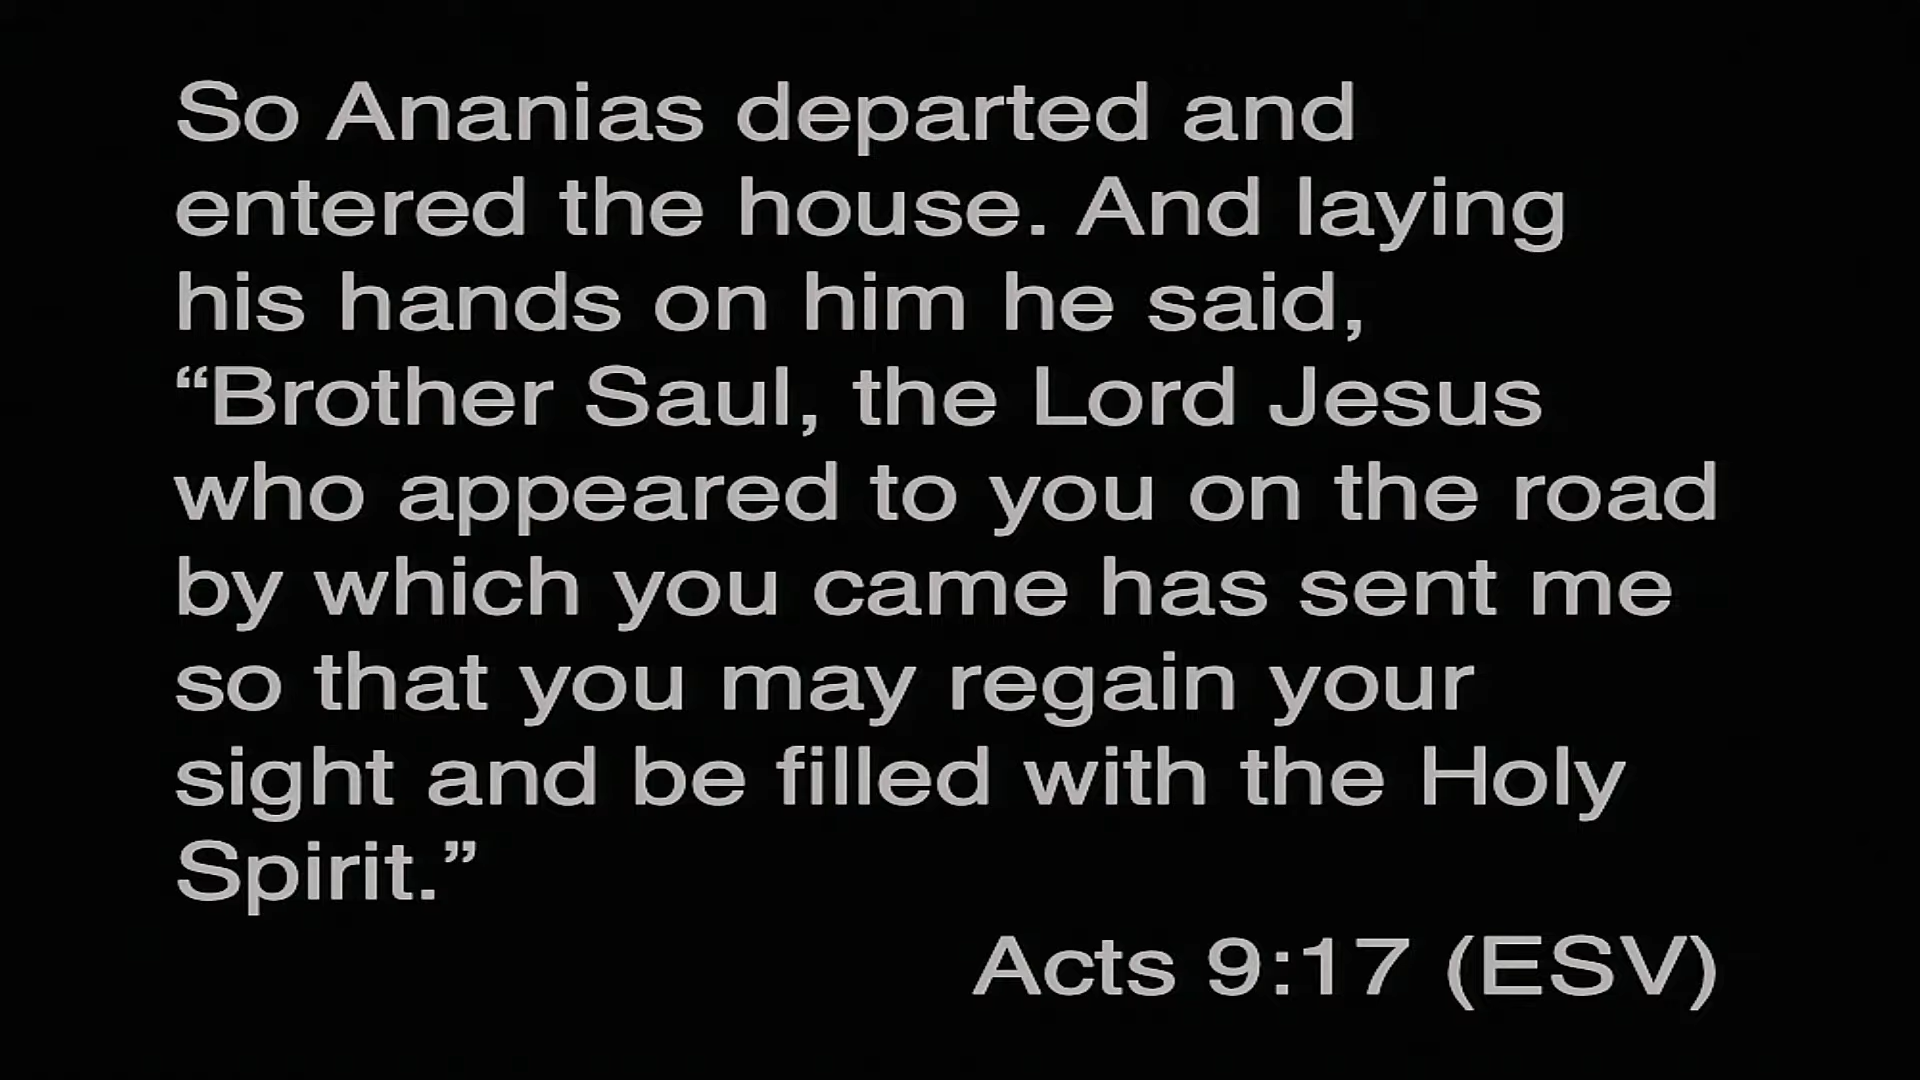 So Ananias departed and
entered the house. And laying
his hands on him he said,
“Brother Saul, the Lord Jesus
who appeared to you on the road
by which you came has sent me
so that you may regain your
sight and be filled with the Holy
Spirit.”
Acts 9:17 (ESV)